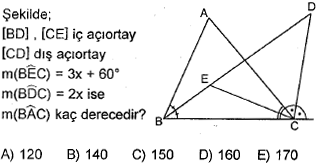 Şekilde;
[BD] , [CE] iç açıortay
[CD] dış açıortay
m(BÊC) = 3x + 60°
m(BD̂C) = 2x ise
m(BÂC) kaç derecedir?
A
D
E
B
C
A) 120 B) 140 C) 150 D) 160 E) 170